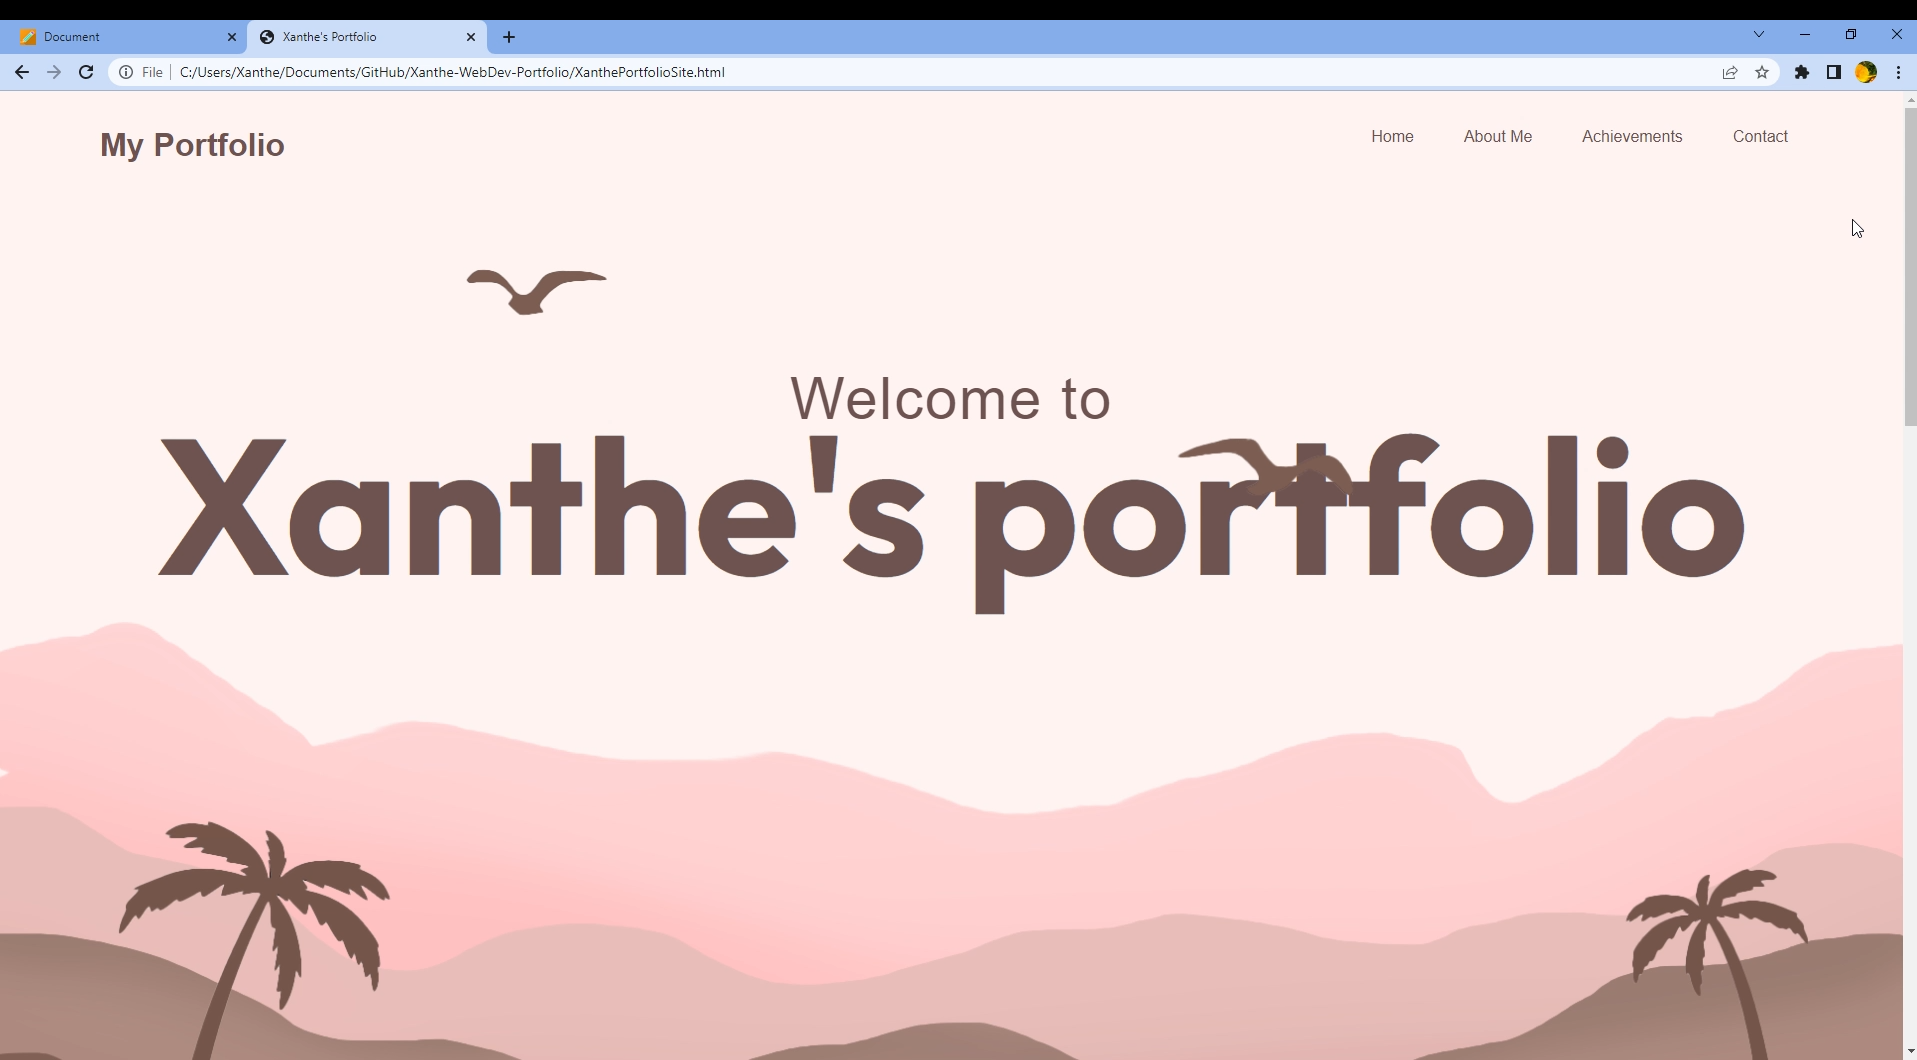 Document
Xanthe's Portfolio
File
C:/Users/Xanthe/Documents/GitHub/Xanthe-WebDev-Portfolio/XanthePortfolioSite.html
My Portfolio
Home
About Me
Achievements
Contact
Welcome to
Xanthe's portfolio